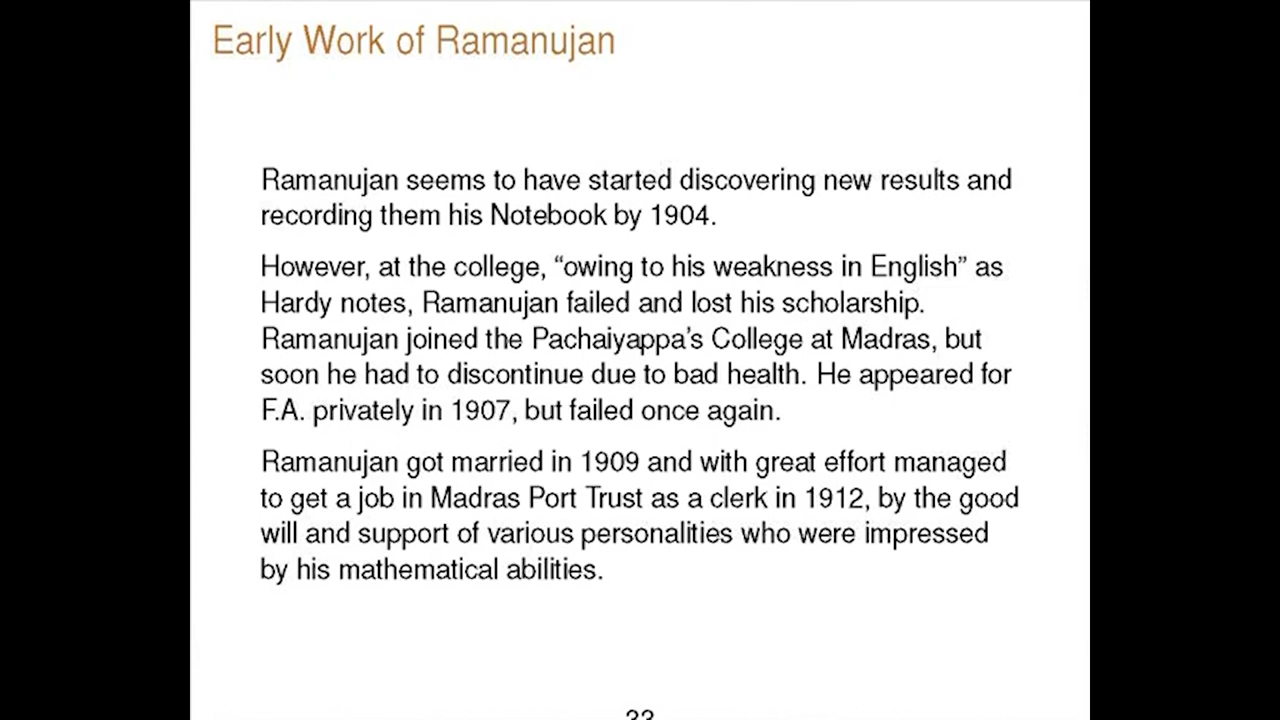 Early Work of Ramanujan
Ramanujan seems to have started discovering new results and
recording them his Notebook by 1904.
However, at the college, “owing to his weakness in English” as
Hardy notes, Ramanujan failed and lost his scholarship.
Ramanujan joined the Pachaiyappa’s College at Madras, but
soon he had to discontinue due to bad health. He appeared for
F.A. privately in 1907, but failed once again.
Ramanujan got married in 1909 and with great effort managed
to get a job in Madras Port Trust as a clerk in 1912, by the good
will and support of various personalities who were impressed
by his mathematical abilities.